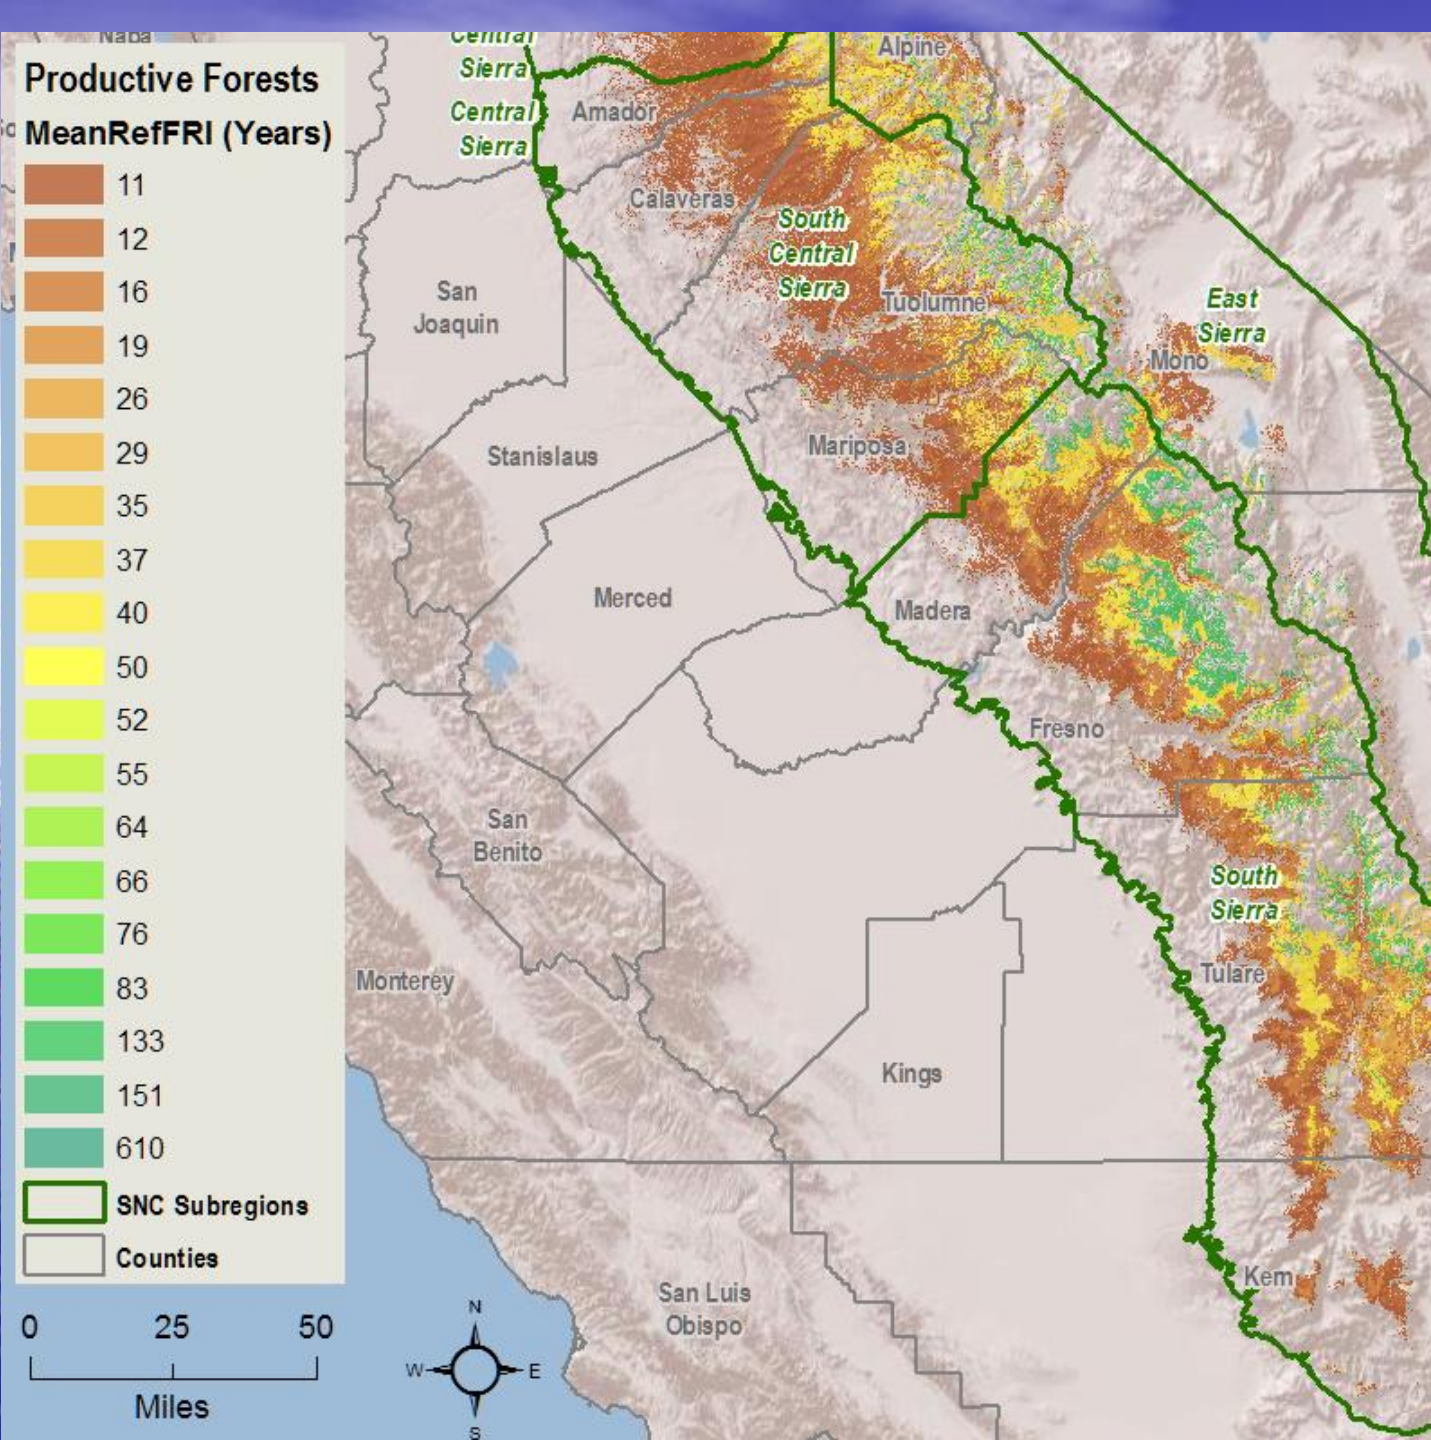 Napa
Productive Forests
MeanRefFRI (Years)
11
12
16
19
26
29
35
37
40
50
52
55
64
66
76
83
133
151
610
SNC Subregions
Counties
0 25 50
Miles
N
W E
S
Central
Sierra
Central
Sierra
Amador
Alpine
Calaveras
South
Central
Sierra
Tuolumne
San
Joaquin
East
Sierra
Mono
Stanislaus
Mariposa
Merced
Madera
Fresno
San
Benito
South
Sierra
Tulare
Monterey
Kings
Kern
San Luis
Obispo